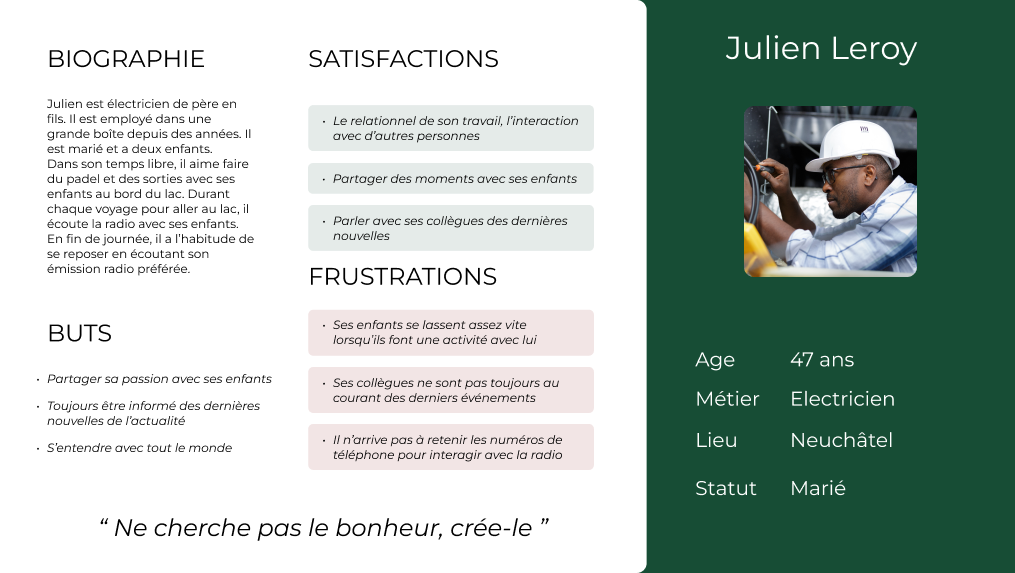 BIOGRAPHIE
Julien est électricien de père en
fils. Il est employé dans une
grande boîte depuis des années. Il
est marié et a deux enfants.
Dans son temps libre, il aime faire
du padel et des sorties avec ses
enfants au bord du lac. Durant
chaque voyage pour aller au lac, il
écoute la radio avec ses enfants.
En fin de journée, il a l’habitude de
se reposer en écoutant son
émission radio préférée.
BUTS
• Partager sa passion avec ses enfants
• Toujours être informé des dernières
nouvelles de l’actualité
• S’entendre avec tout le monde
SATISFACTIONS
• Le relationnel de son travail, l’interaction
avec d’autres personnes
• Partager des moments avec ses enfants
• Parler avec ses collègues des dernières
nouvelles
FRUSTRATIONS
• Ses enfants se lassent assez vite
lorsqu’ils font une activité avec lui
• Ses collègues ne sont pas toujours au
courant des derniers événements
• Il n’arrive pas à retenir les numéros de
téléphone pour interagir avec la radio
“ Ne cherche pas le bonheur, crée-le ”
Julien Leroy
Age 47 ans
Métier Electricien
Lieu Neuchâtel
Statut Marié